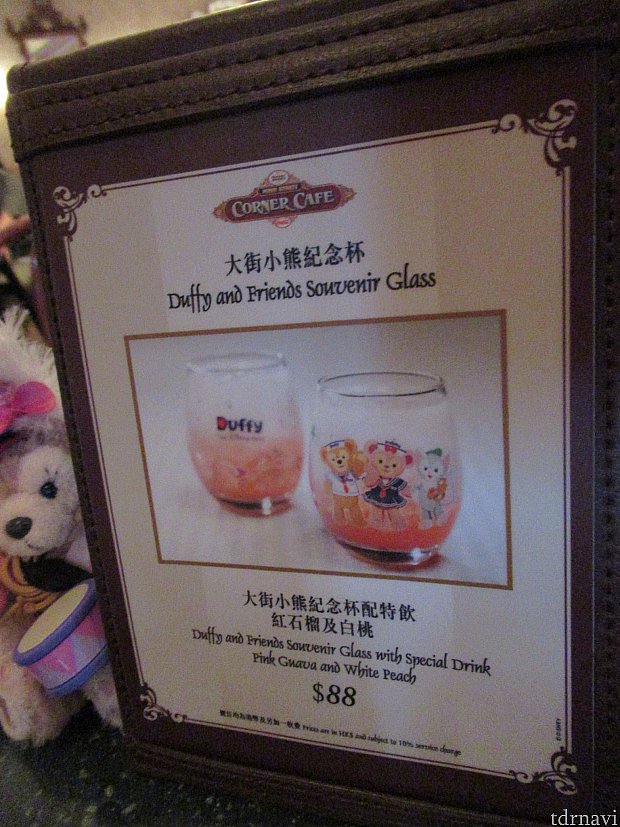 CORNER CAFE
大街小熊紀念杯
Duffy and Friends Souvenir Glass
Duffy
大街小熊紀念杯配特飲
紅石榴及白桃
Duffy and Friends Souvenir Glass with Special Drink
Pink Guava and White Peach
$88
Prices are in HK$ and subject to 10% service charge
tdrnavi